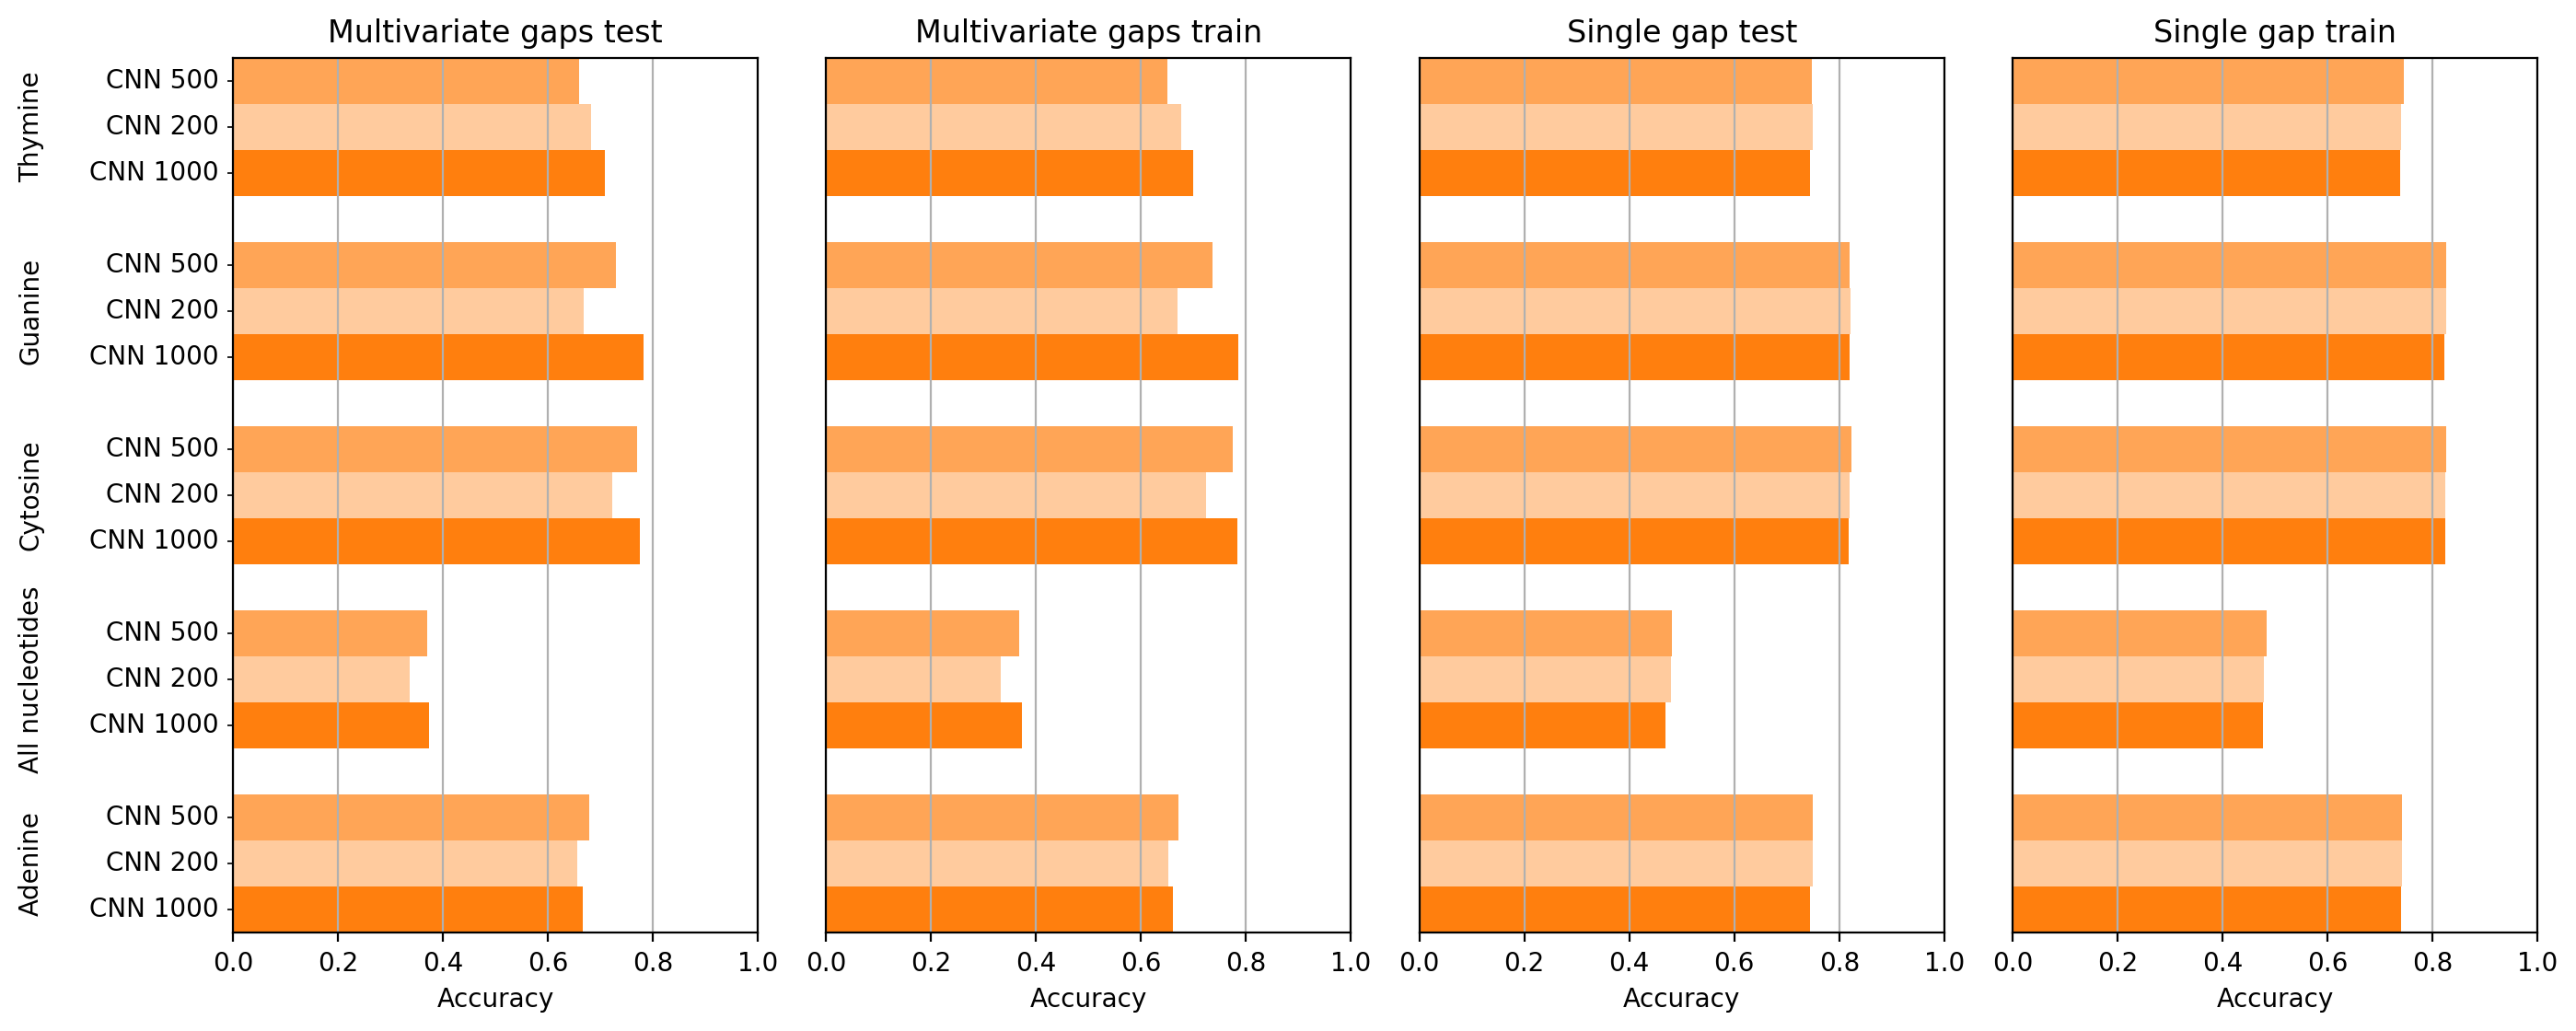 Multivariate gaps test
Multivariate gaps train
Single gap test
Single gap train
Thymine
CNN 500
CNN 200
CNN 1000
Guanine
CNN 500
CNN 200
CNN 1000
Cytosine
CNN 500
CNN 200
CNN 1000
All nucleotides
CNN 500
CNN 200
CNN 1000
Adenine
CNN 500
CNN 200
CNN 1000
0.0 0.2 0.4 0.6 0.8 1.0
0.0 0.2 0.4 0.6 0.8 1.0
0.0 0.2 0.4 0.6 0.8 1.0
0.0 0.2 0.4 0.6 0.8 1.0
Accuracy
Accuracy
Accuracy
Accuracy